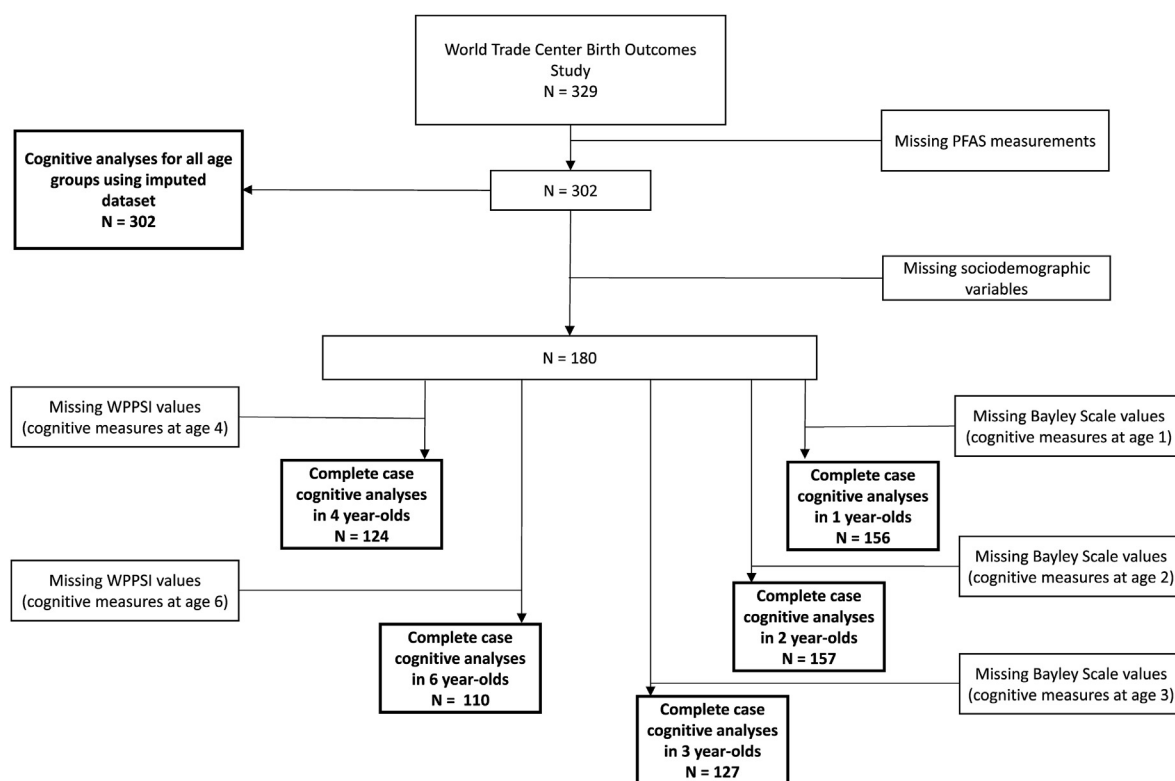 World Trade Center Birth Outcomes
Study
N = 329
Missing PFAS measurements
Cognitive analyses for all age
groups using imputed
dataset
N = 302
N = 302
Missing sociodemographic
variables
N = 180
Missing WPPSI values
(cognitive measures at age 4)
Missing Bayley Scale values
(cognitive measures at age 1)
Complete case
cognitive analyses
in 4 year-olds
N = 124
Complete case
cognitive analyses
in 1 year-olds
N = 156
Missing WPPSI values
(cognitive measures at age 6)
Missing Bayley Scale values
(cognitive measures at age 2)
Complete case
cognitive analyses
in 2 year-olds
N = 157
Complete case
cognitive analyses
in 6 year-olds
N = 110
Missing Bayley Scale values
(cognitive measures at age 3)
Complete case
cognitive analyses
in 3 year-olds
N = 127